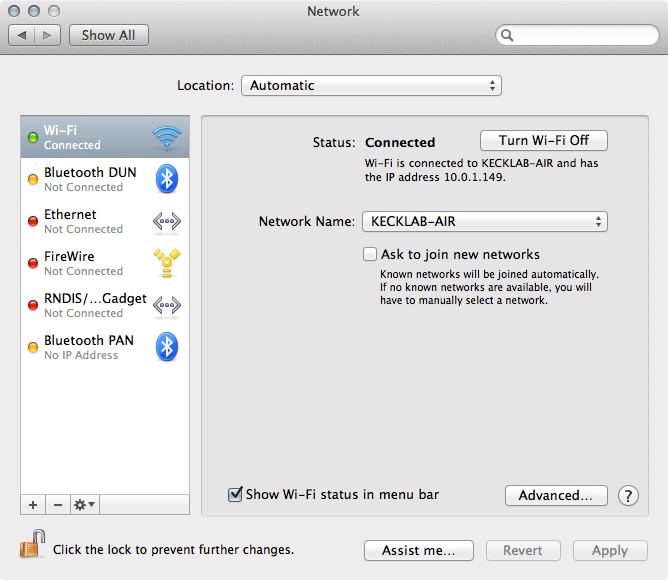 Network
Show All
Location: Automatic
Wi-Fi
Connected
Bluetooth DUN
Not Connected
Ethernet
Not Connected
FireWire
Not Connected
RNDIS/...Gadget
Not Connected
Bluetooth PAN
No IP Address
Status: Connected
Turn Wi-Fi Off
Wi-Fi is connected to KECKLAB-AIR and has
the IP address 10.0.1.149.
Network Name: KECKLAB-AIR
Ask to join new networks
Known networks will be joined automatically.
If no known networks are available, you will
have to manually select a network.
Show Wi-Fi status in menu bar
Advanced...
?
Click the lock to prevent further changes.
Assist me...
Revert
Apply